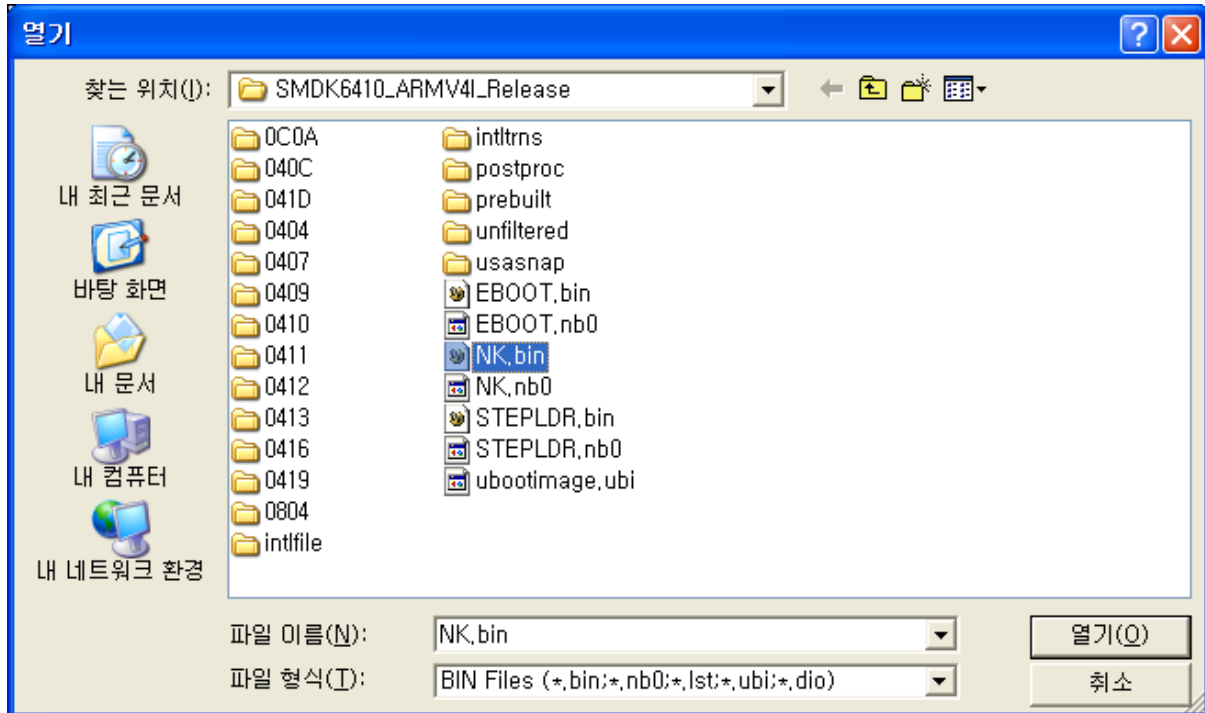 열기
찾는 위치(I):
SMDK6410_ARMV4I_Release
내 최근 문서
바탕 화면
내 문서
내 컴퓨터
내 네트워크 환경
0C0A
040C
041D
0404
0407
0409
0410
0411
0412
0413
0416
0419
0804
intlfile
intltrns
postproc
prebuilt
unfiltered
usasnap
EBOOT.bin
EBOOT.nb0
NK.bin
NK.nb0
STEPLDR.bin
STEPLDR.nb0
ubootimage.ubi
파일 이름(N):
NK.bin
열기(O)
파일 형식(T):
BIN Files (*.bin;*.nb0;*.lst;*.ubi;*.dio)
취소